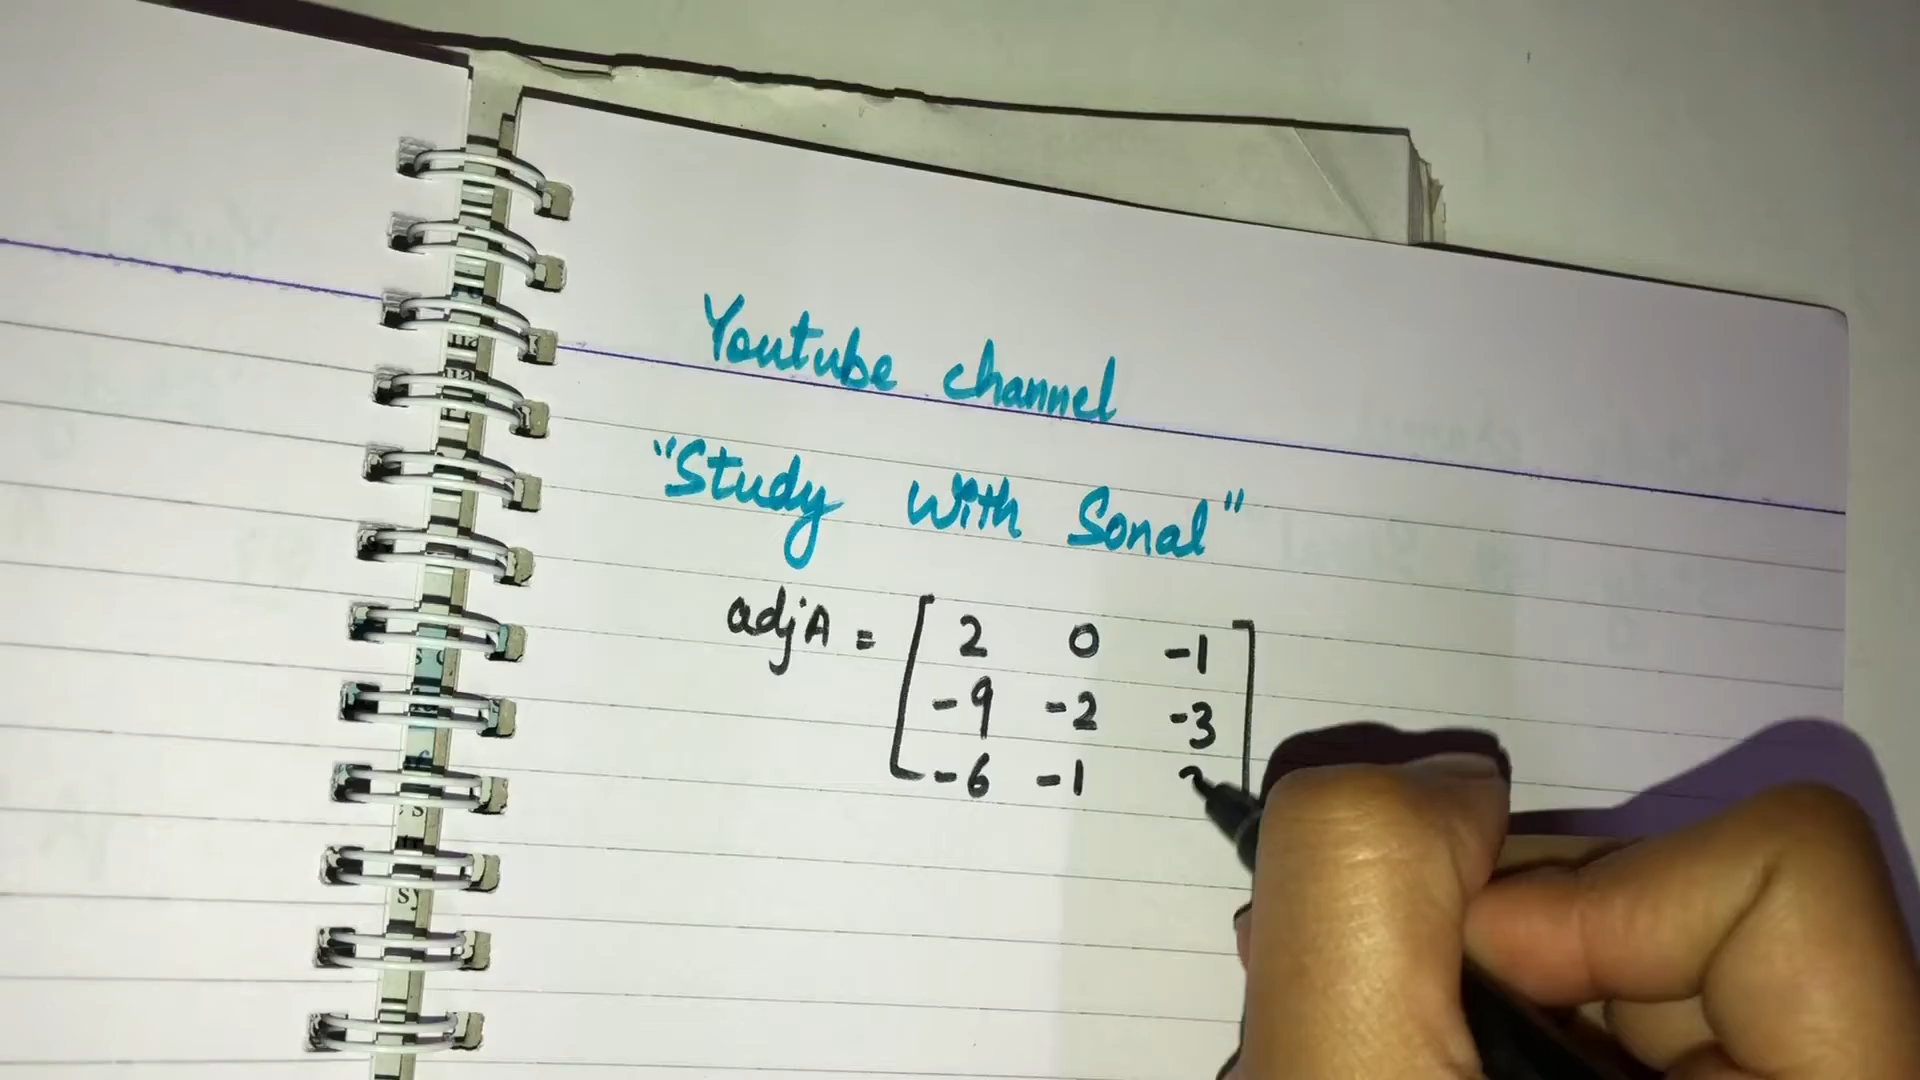 Youtube channel
"Study With Sonal"
adjA = [ 2 0 -1 ]
-9 -2 -3
-6 -1